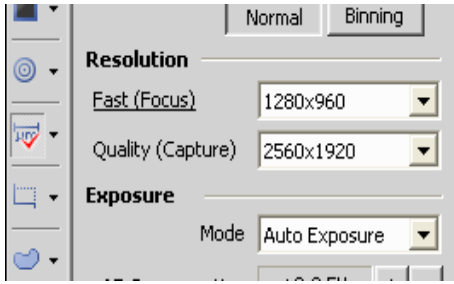 Normal Binning
Resolution
Fast (Focus) 1280x960
Quality (Capture) 2560x1920
Exposure
Mode Auto Exposure